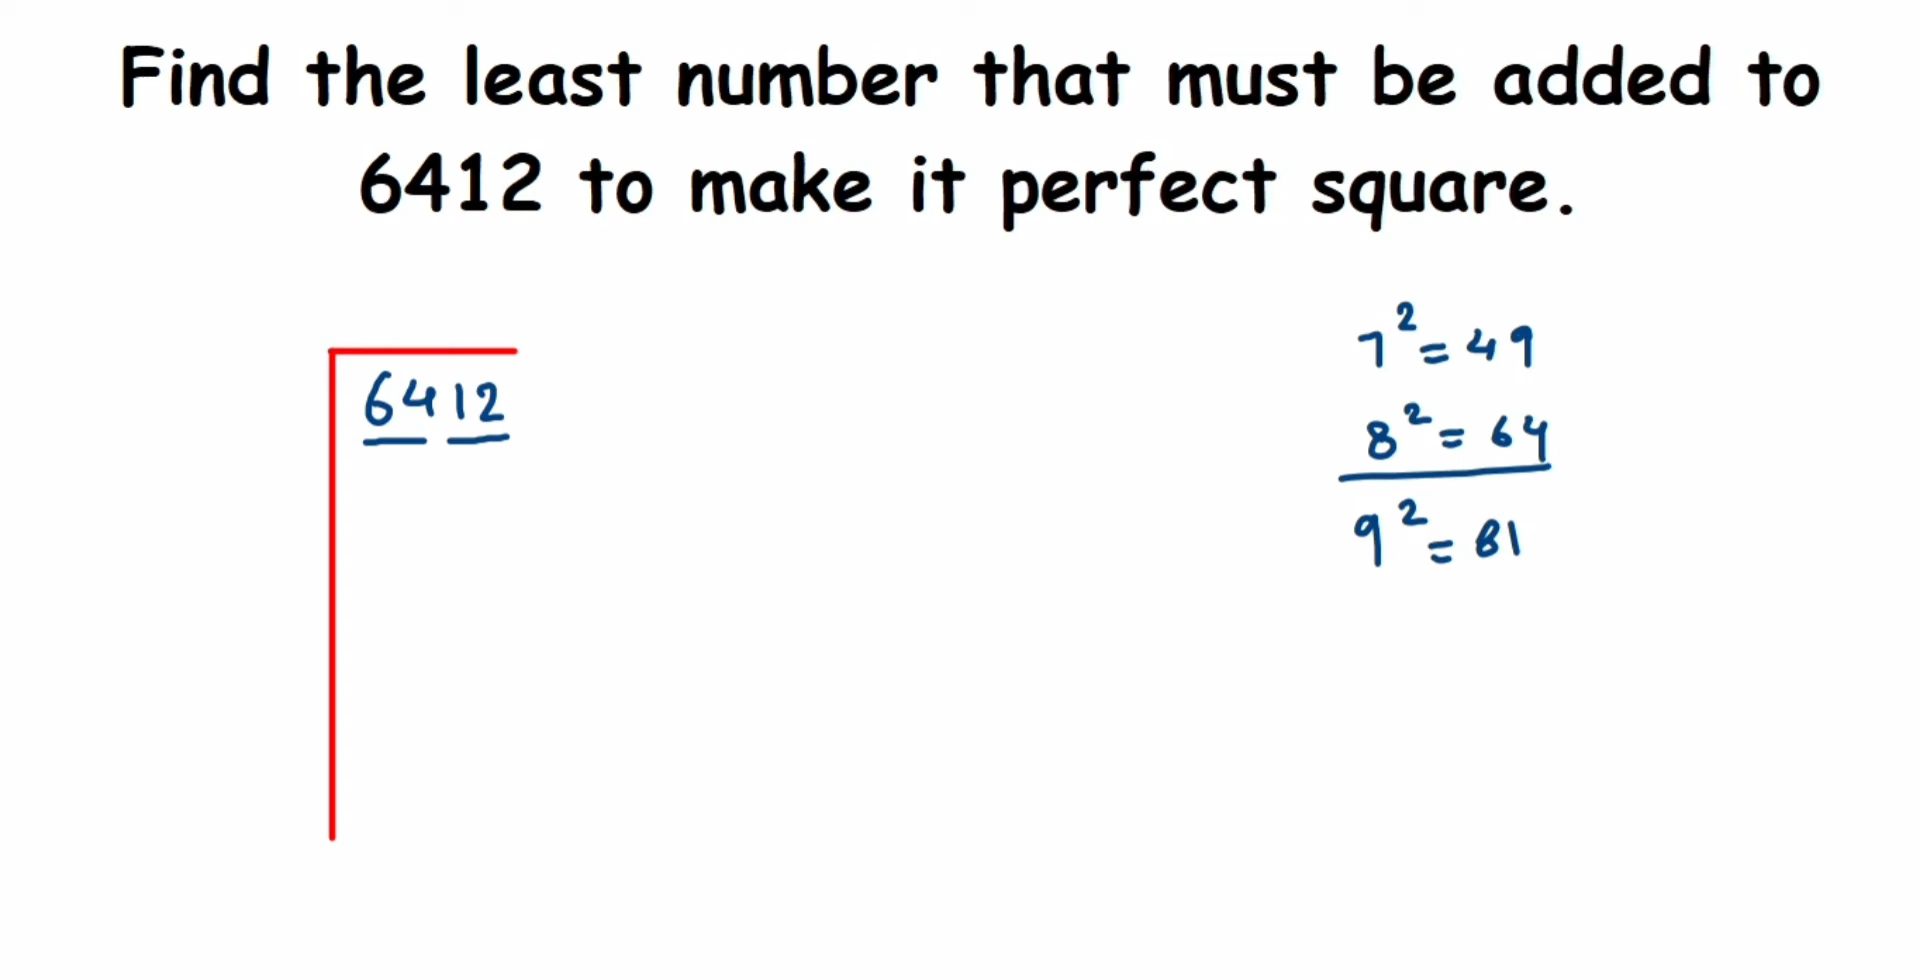 Find the least number that must be added to
6412 to make it perfect square.
6412
7² = 49
8² = 64
9² = 81